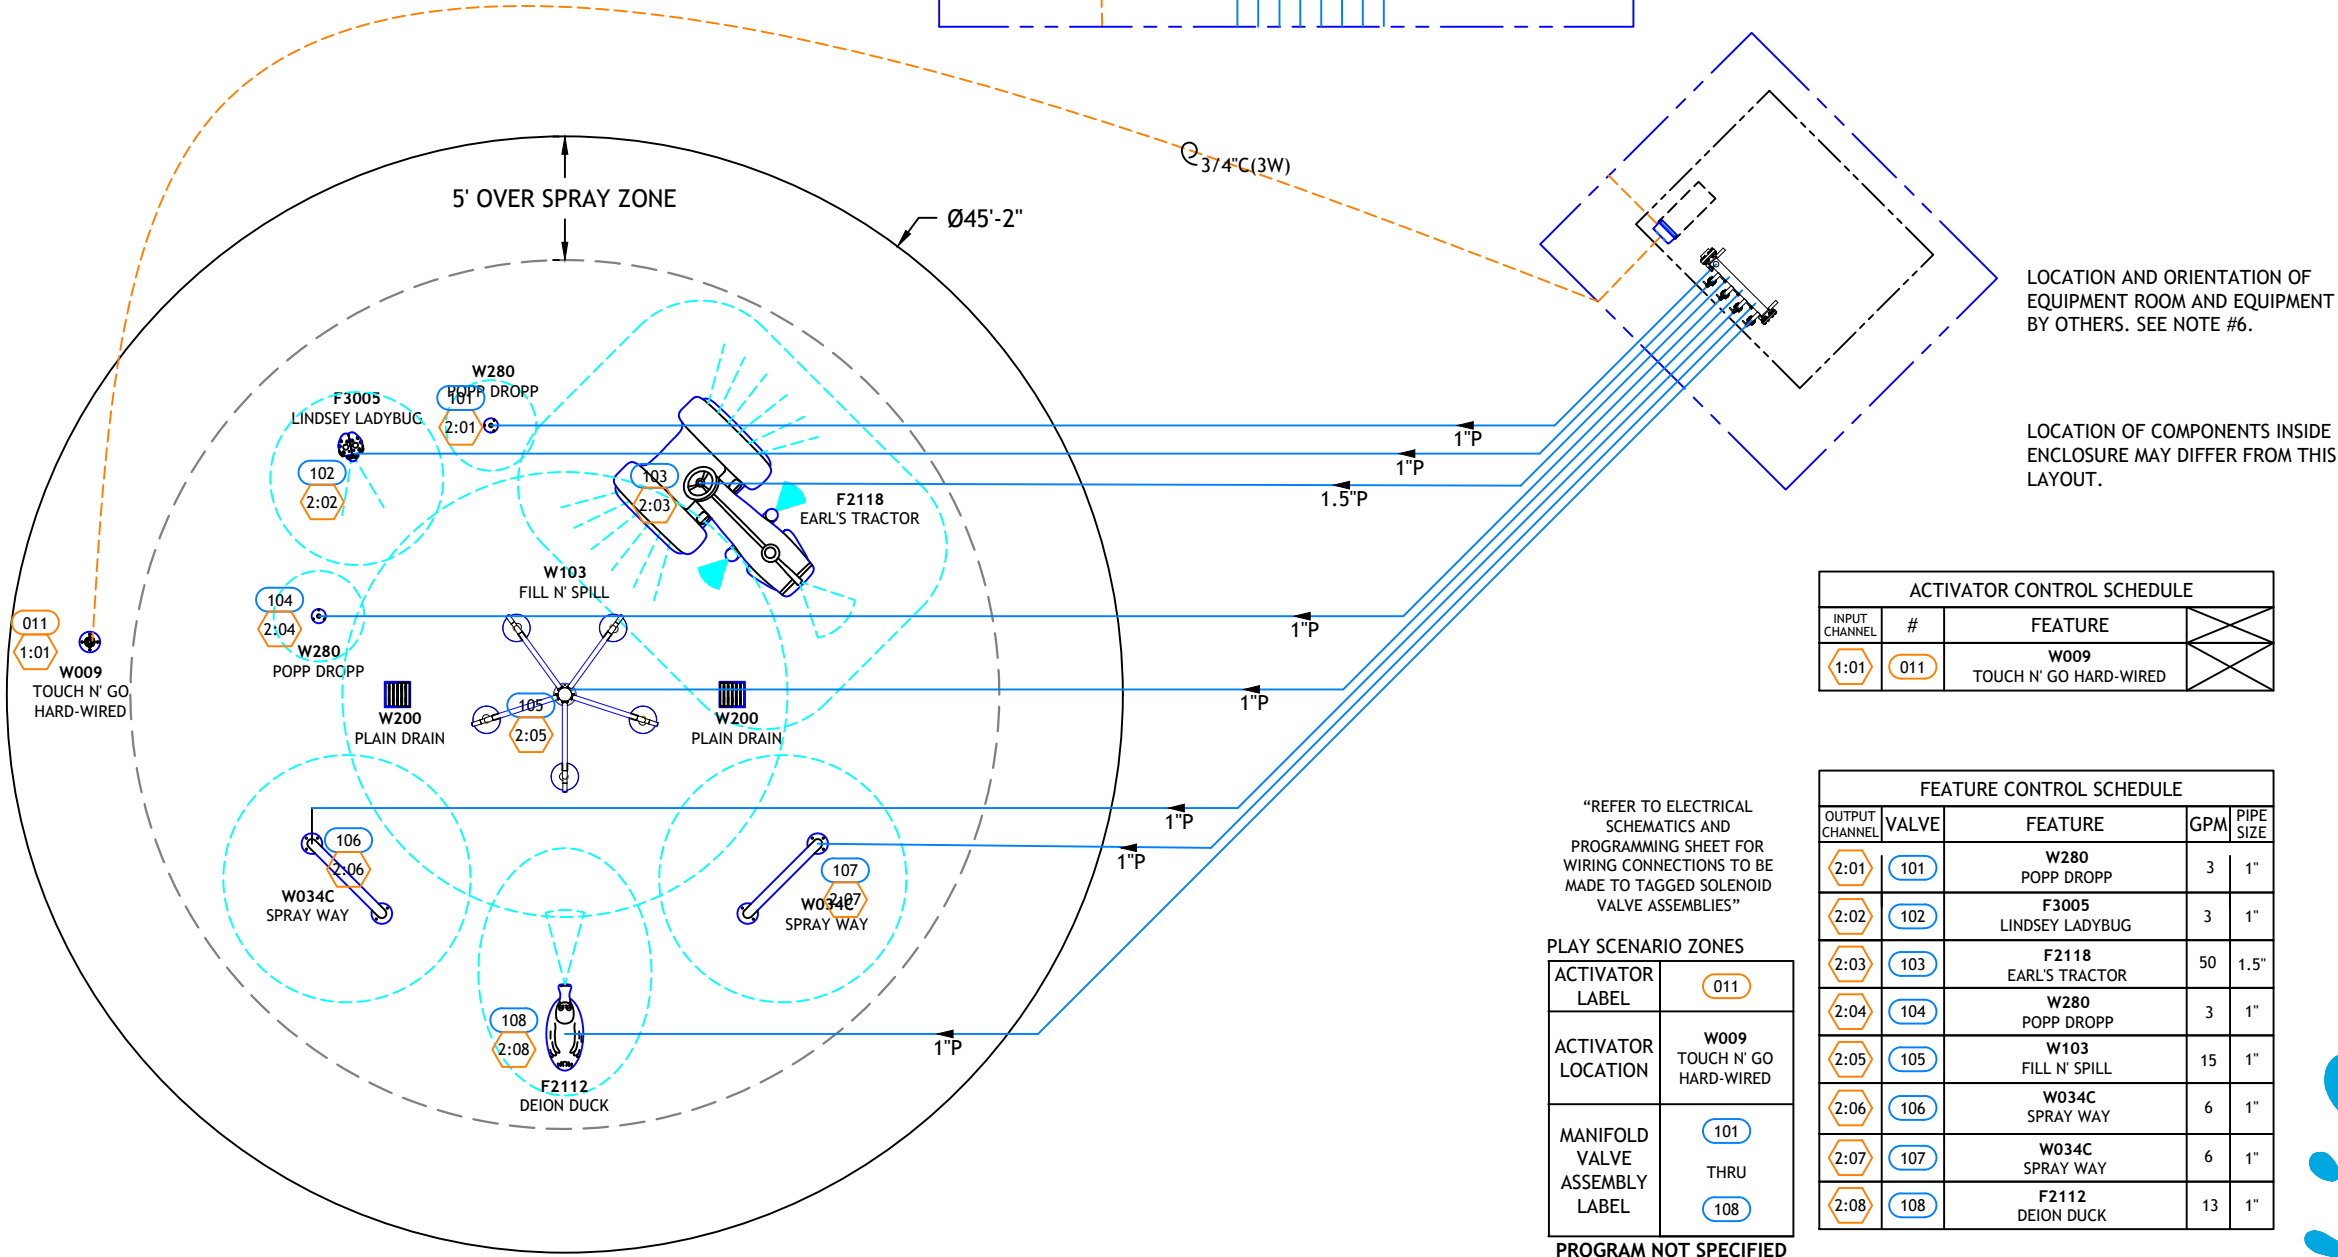 5' OVER SPRAY ZONE
Ø45'-2"
3/4"C(3W)
W280
POPP DROPP
101
2:01
F3005
LINDSEY LADYBUG
102
2:02
103
2:03
F2118
EARL'S TRACTOR
W103
FILL N' SPILL
104
2:04
W280
POPP DROPP
011
1:01
W009
TOUCH N' GO
HARD-WIRED
W200
PLAIN DRAIN
105
2:05
W200
PLAIN DRAIN
106
2:06
W034C
SPRAY WAY
107
2:07
W034C
SPRAY WAY
108
2:08
F2112
DEION DUCK
1"P
1"P
1.5"P
1"P
1"P
1"P
1"P
1"P
LOCATION AND ORIENTATION OF
EQUIPMENT ROOM AND EQUIPMENT
BY OTHERS. SEE NOTE #6.
LOCATION OF COMPONENTS INSIDE
ENCLOSURE MAY DIFFER FROM THIS
LAYOUT.
ACTIVATOR CONTROL SCHEDULE
INPUT CHANNEL # FEATURE
1:01 011 W009
TOUCH N' GO HARD-WIRED
"REFER TO ELECTRICAL
SCHEMATICS AND
PROGRAMMING SHEET FOR
WIRING CONNECTIONS TO BE
MADE TO TAGGED SOLENOID
VALVE ASSEMBLIES"
PLAY SCENARIO ZONES
ACTIVATOR
LABEL
011
ACTIVATOR
LOCATION
W009
TOUCH N' GO
HARD-WIRED
MANIFOLD
VALVE
ASSEMBLY
LABEL
101
THRU
108
PROGRAM NOT SPECIFIED
FEATURE CONTROL SCHEDULE
OUTPUT CHANNEL VALVE FEATURE GPM PIPE SIZE
2:01 101 W280 3 1"
POPP DROPP
2:02 102 F3005 3 1"
LINDSEY LADYBUG
2:03 103 F2118 50 1.5"
EARL'S TRACTOR
2:04 104 W280 3 1"
POPP DROPP
2:05 105 W103 15 1"
FILL N' SPILL
2:06 106 W034C 6 1"
SPRAY WAY
2:07 107 W034C 6 1"
SPRAY WAY
2:08 108 F2112 13 1"
DEION DUCK